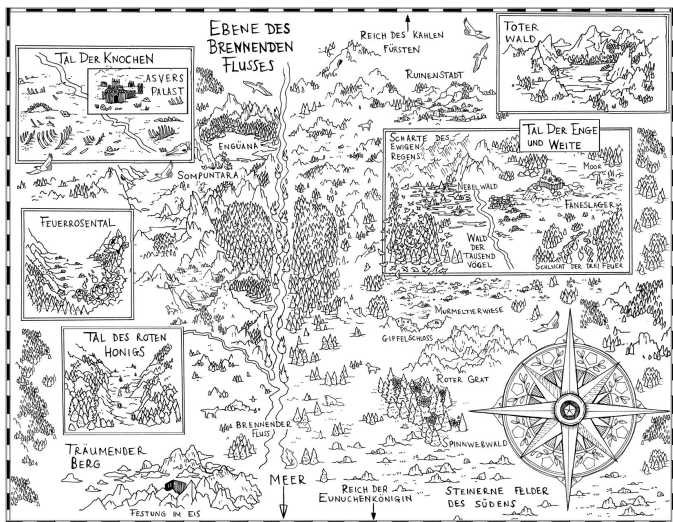 EBENE DES
BRENNENDEN
FLUSSES
REICH DES KAHLEN
FÜRSTEN
TOTER
WALD
TAL DER KNOCHEN
ASVERS
PALAST
RUINENSTADT
ENGUANA
SOMPUNTARA
TAL DER ENGE
UND WEITE
SCHARTE DES
EWIGEN
REGENS
MOOR
NEBELWALD
FANESLAGER
WALD
DER
TAUSEND
VÖGEL
SCHLUCHT DER DREI FEUER
FEUERROSENTAL
MURMELTIERWIESE
GIPFELSCHLOSS
TAL DES ROTEN
HONIGS
ROTER GRAT
BRENNENDER
FLUSS
SPINNWEBWALD
TRÄUMENDER
BERG
FESTUNG IM EIS
MEER
REICH DER
EUNUCHENKÖNIGIN
STEINERNE FELDER
DES SÜDENS